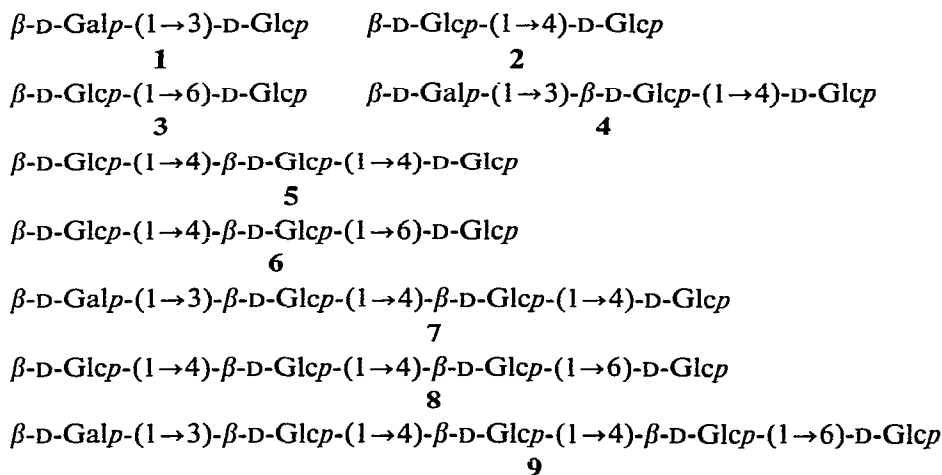 β-D-Galp-(1→3)-D-Glcp β-D-Glcp-(1→4)-D-Glcp
1 2
β-D-Glcp-(1→6)-D-Glcp β-D-Galp-(1→3)-β-D-Glcp-(1→4)-D-Glcp
3 4
β-D-Glcp-(1→4)-β-D-Glcp-(1→4)-D-Glcp
5
β-D-Glcp-(1→4)-β-D-Glcp-(1→6)-D-Glcp
6
β-D-Galp-(1→3)-β-D-Glcp-(1→4)-β-D-Glcp-(1→4)-D-Glcp
7
β-D-Glcp-(1→4)-β-D-Glcp-(1→4)-β-D-Glcp-(1→6)-D-Glcp
8
β-D-Galp-(1→3)-β-D-Glcp-(1→4)-β-D-Glcp-(1→4)-β-D-Glcp-(1→6)-D-Glcp
9